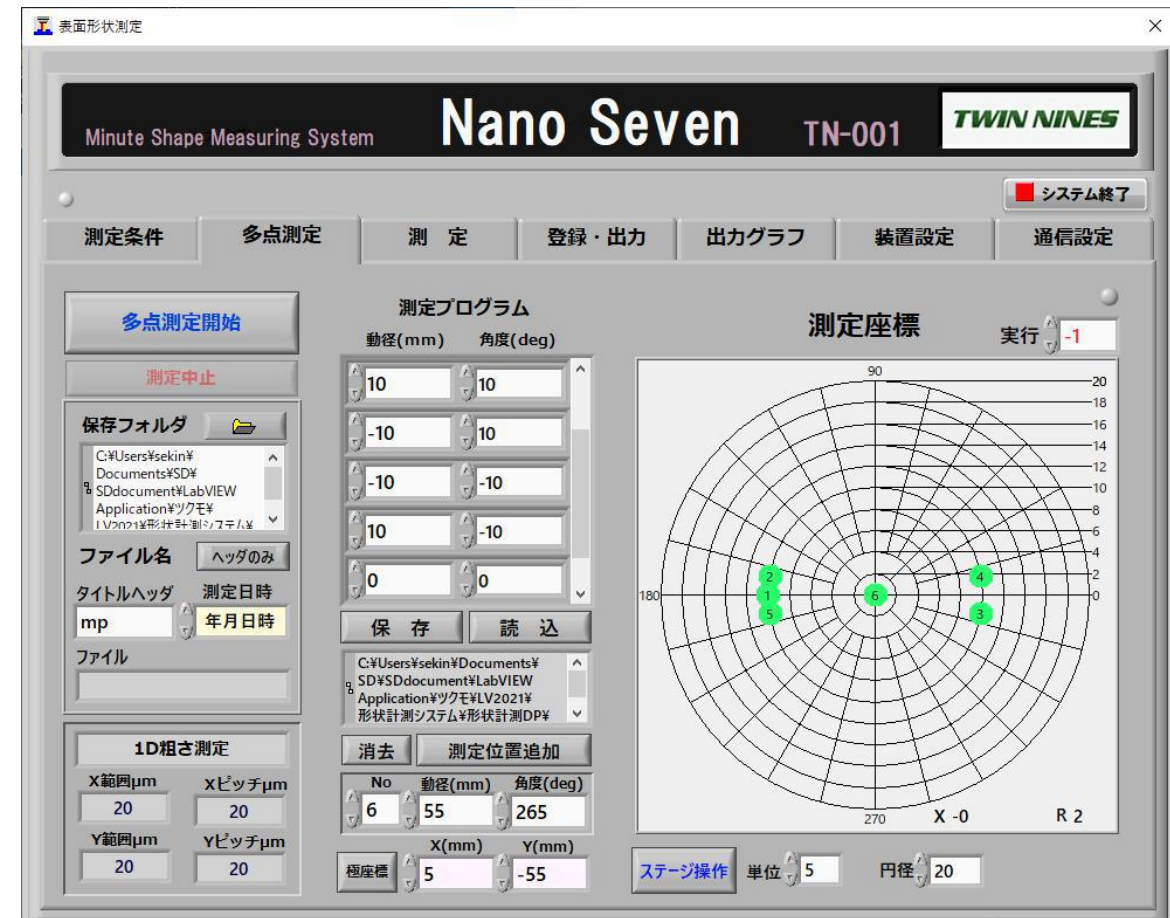 表面形状測定
Minute Shape Measuring System
Nano Seven
TN-001
TWIN NINES
システム終了
測定条件
多点測定
測 定
登録・出力
出力グラフ
装置設定
通信設定
多点測定開始
測定中止
保存フォルダ
C:¥Users¥sekin¥
Documents¥SD¥
SDdocument¥LabVIEW
Application¥ツクモ¥
LV2021¥形状計測システム¥
ファイル名
ヘッダのみ
タイトルヘッダ
測定日時
mp
年月日時
ファイル
1D粗さ測定
X範囲μm
Xピッチμm
20
20
Y範囲μm
Yピッチμm
20
20
測定プログラム
動径(mm)
角度(deg)
10
10
-10
10
-10
-10
10
-10
0
0
保 存
読 込
C:¥Users¥sekin¥Documents¥
SD¥SDdocument¥LabVIEW
Application¥ツクモ¥LV2021¥
形状計測システム¥形状計測DP¥
消去
測定位置追加
No
動径(mm)
角度(deg)
6
55
265
X(mm)
Y(mm)
極座標
5
-55
測定座標
実行
-1
90
20
18
16
14
12
10
8
6
4
2
0
180
2
1
5
6
4
3
270
X -0
R 2
ステージ操作
単位
5
円径
20